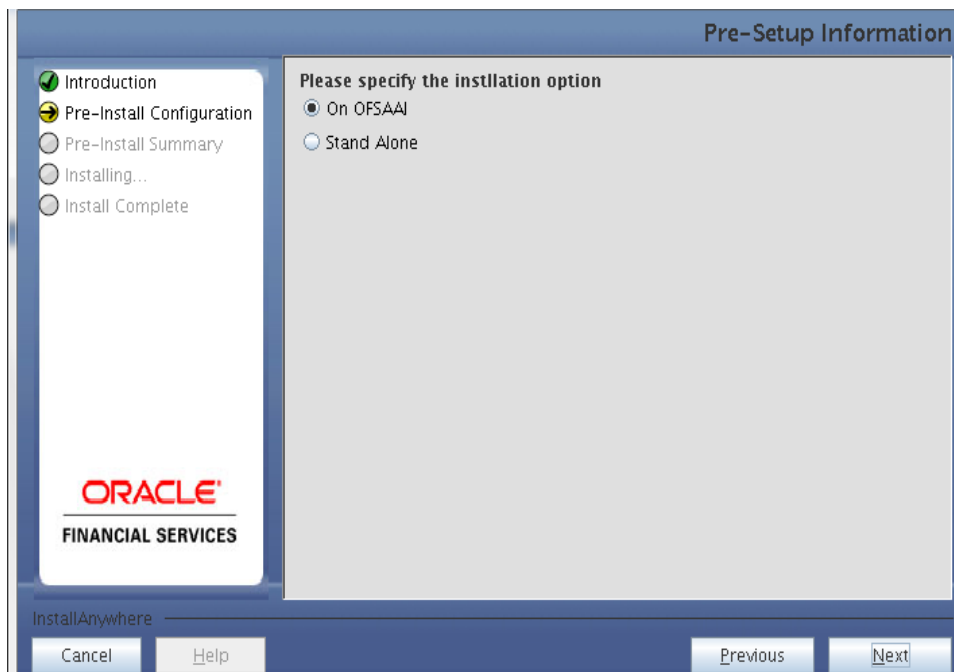 Pre-Setup Information
Introduction
Pre-Install Configuration
Pre-Install Summary
Installing...
Install Complete
Please specify the instllation option
On OFSAAI
Stand Alone
ORACLE'
FINANCIAL SERVICES
InstallAnywhere
Cancel
Help
Previous
Next